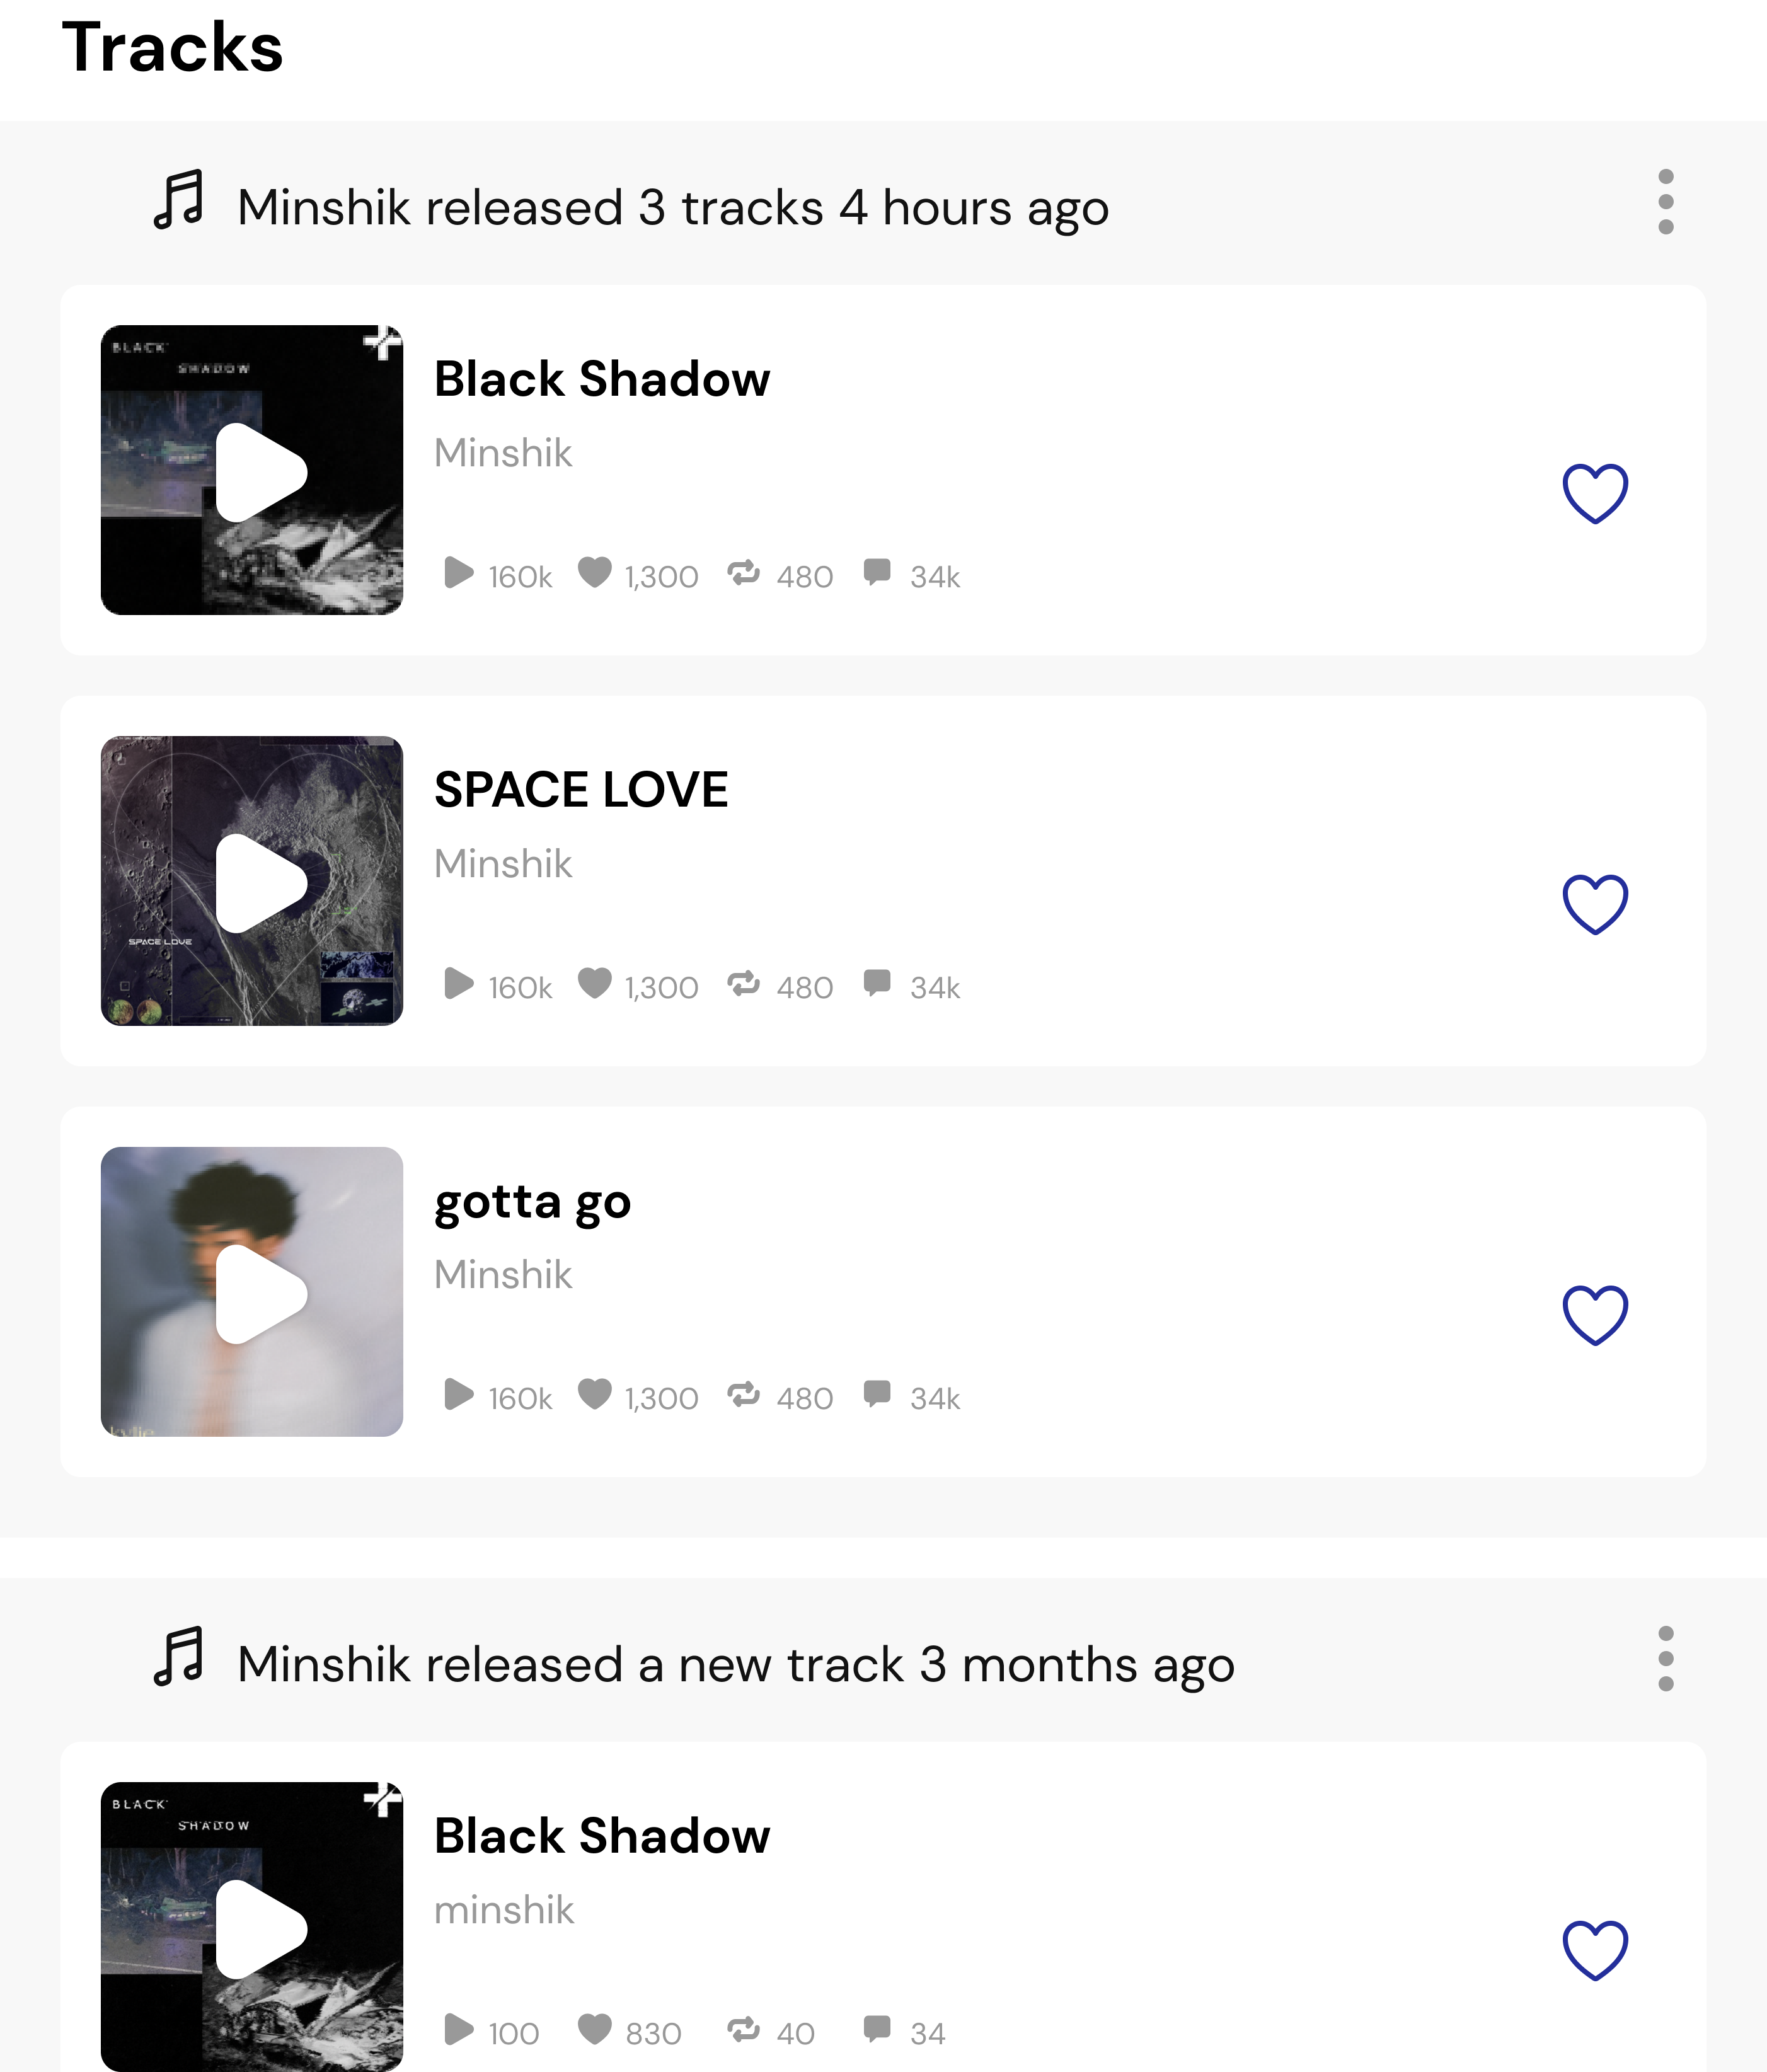 Tracks
Minshik released 3 tracks 4 hours ago
BLACK
SHADOW
Black Shadow
Minshik
160k 1,300 480 34k
SPACE LOVE
Minshik
SPACE LOVE
160k 1,300 480 34k
gotta go
Minshik
160k 1,300 480 34k
kylie
Minshik released a new track 3 months ago
BLACK
SHADOW
Black Shadow
minshik
100 830 40 34